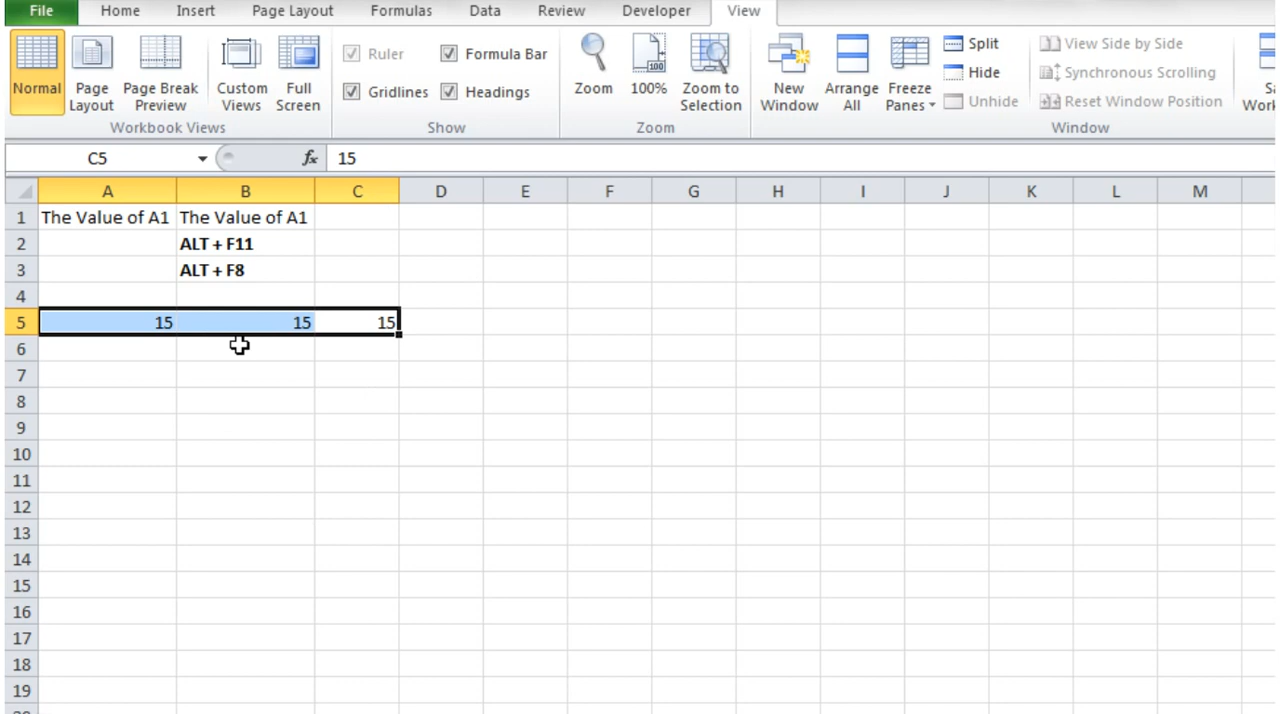 File Home Insert Page Layout Formulas Data Review Developer View
Normal Page Layout Page Break Preview Custom Views Full Screen
Workbook Views
Ruler Formula Bar
Gridlines Headings
Show
Zoom 100% Zoom to Selection
Zoom
New Window Arrange All Freeze Panes
Split View Side by Side
Hide Synchronous Scrolling
Unhide Reset Window Position
Window
C5 fx 15
A B C D E F G H I J K L M
1 The Value of A1 The Value of A1
2 ALT + F11
3 ALT + F8
4
5 15 15 15
6
7
8
9
10
11
12
13
14
15
16
17
18
19